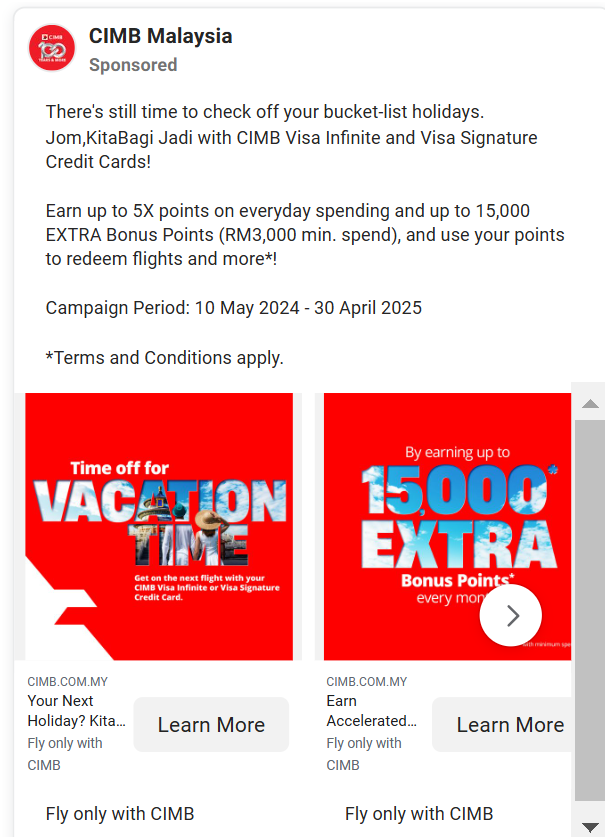 CIMB Malaysia
Sponsored
There's still time to check off your bucket-list holidays.
Jom,KitaBagi Jadi with CIMB Visa Infinite and Visa Signature
Credit Cards!
Earn up to 5X points on everyday spending and up to 15,000
EXTRA Bonus Points (RM3,000 min. spend), and use your points
to redeem flights and more*!
Campaign Period: 10 May 2024 - 30 April 2025
*Terms and Conditions apply.
Time off for
VACATION
TIME
Get on the next flight with your
CIMB Visa Infinite or Visa Signature
Credit Card.
By earning up to
15,000*
EXTRA
Bonus Points*
every
with minimum
CIMB.COM.MY
Your Next
Holiday? Kita...
Fly only with
CIMB
Learn More
CIMB.COM.MY
Earn
Accelerated...
Fly only with
CIMB
Learn More
Fly only with CIMB
Fly only with CIMB